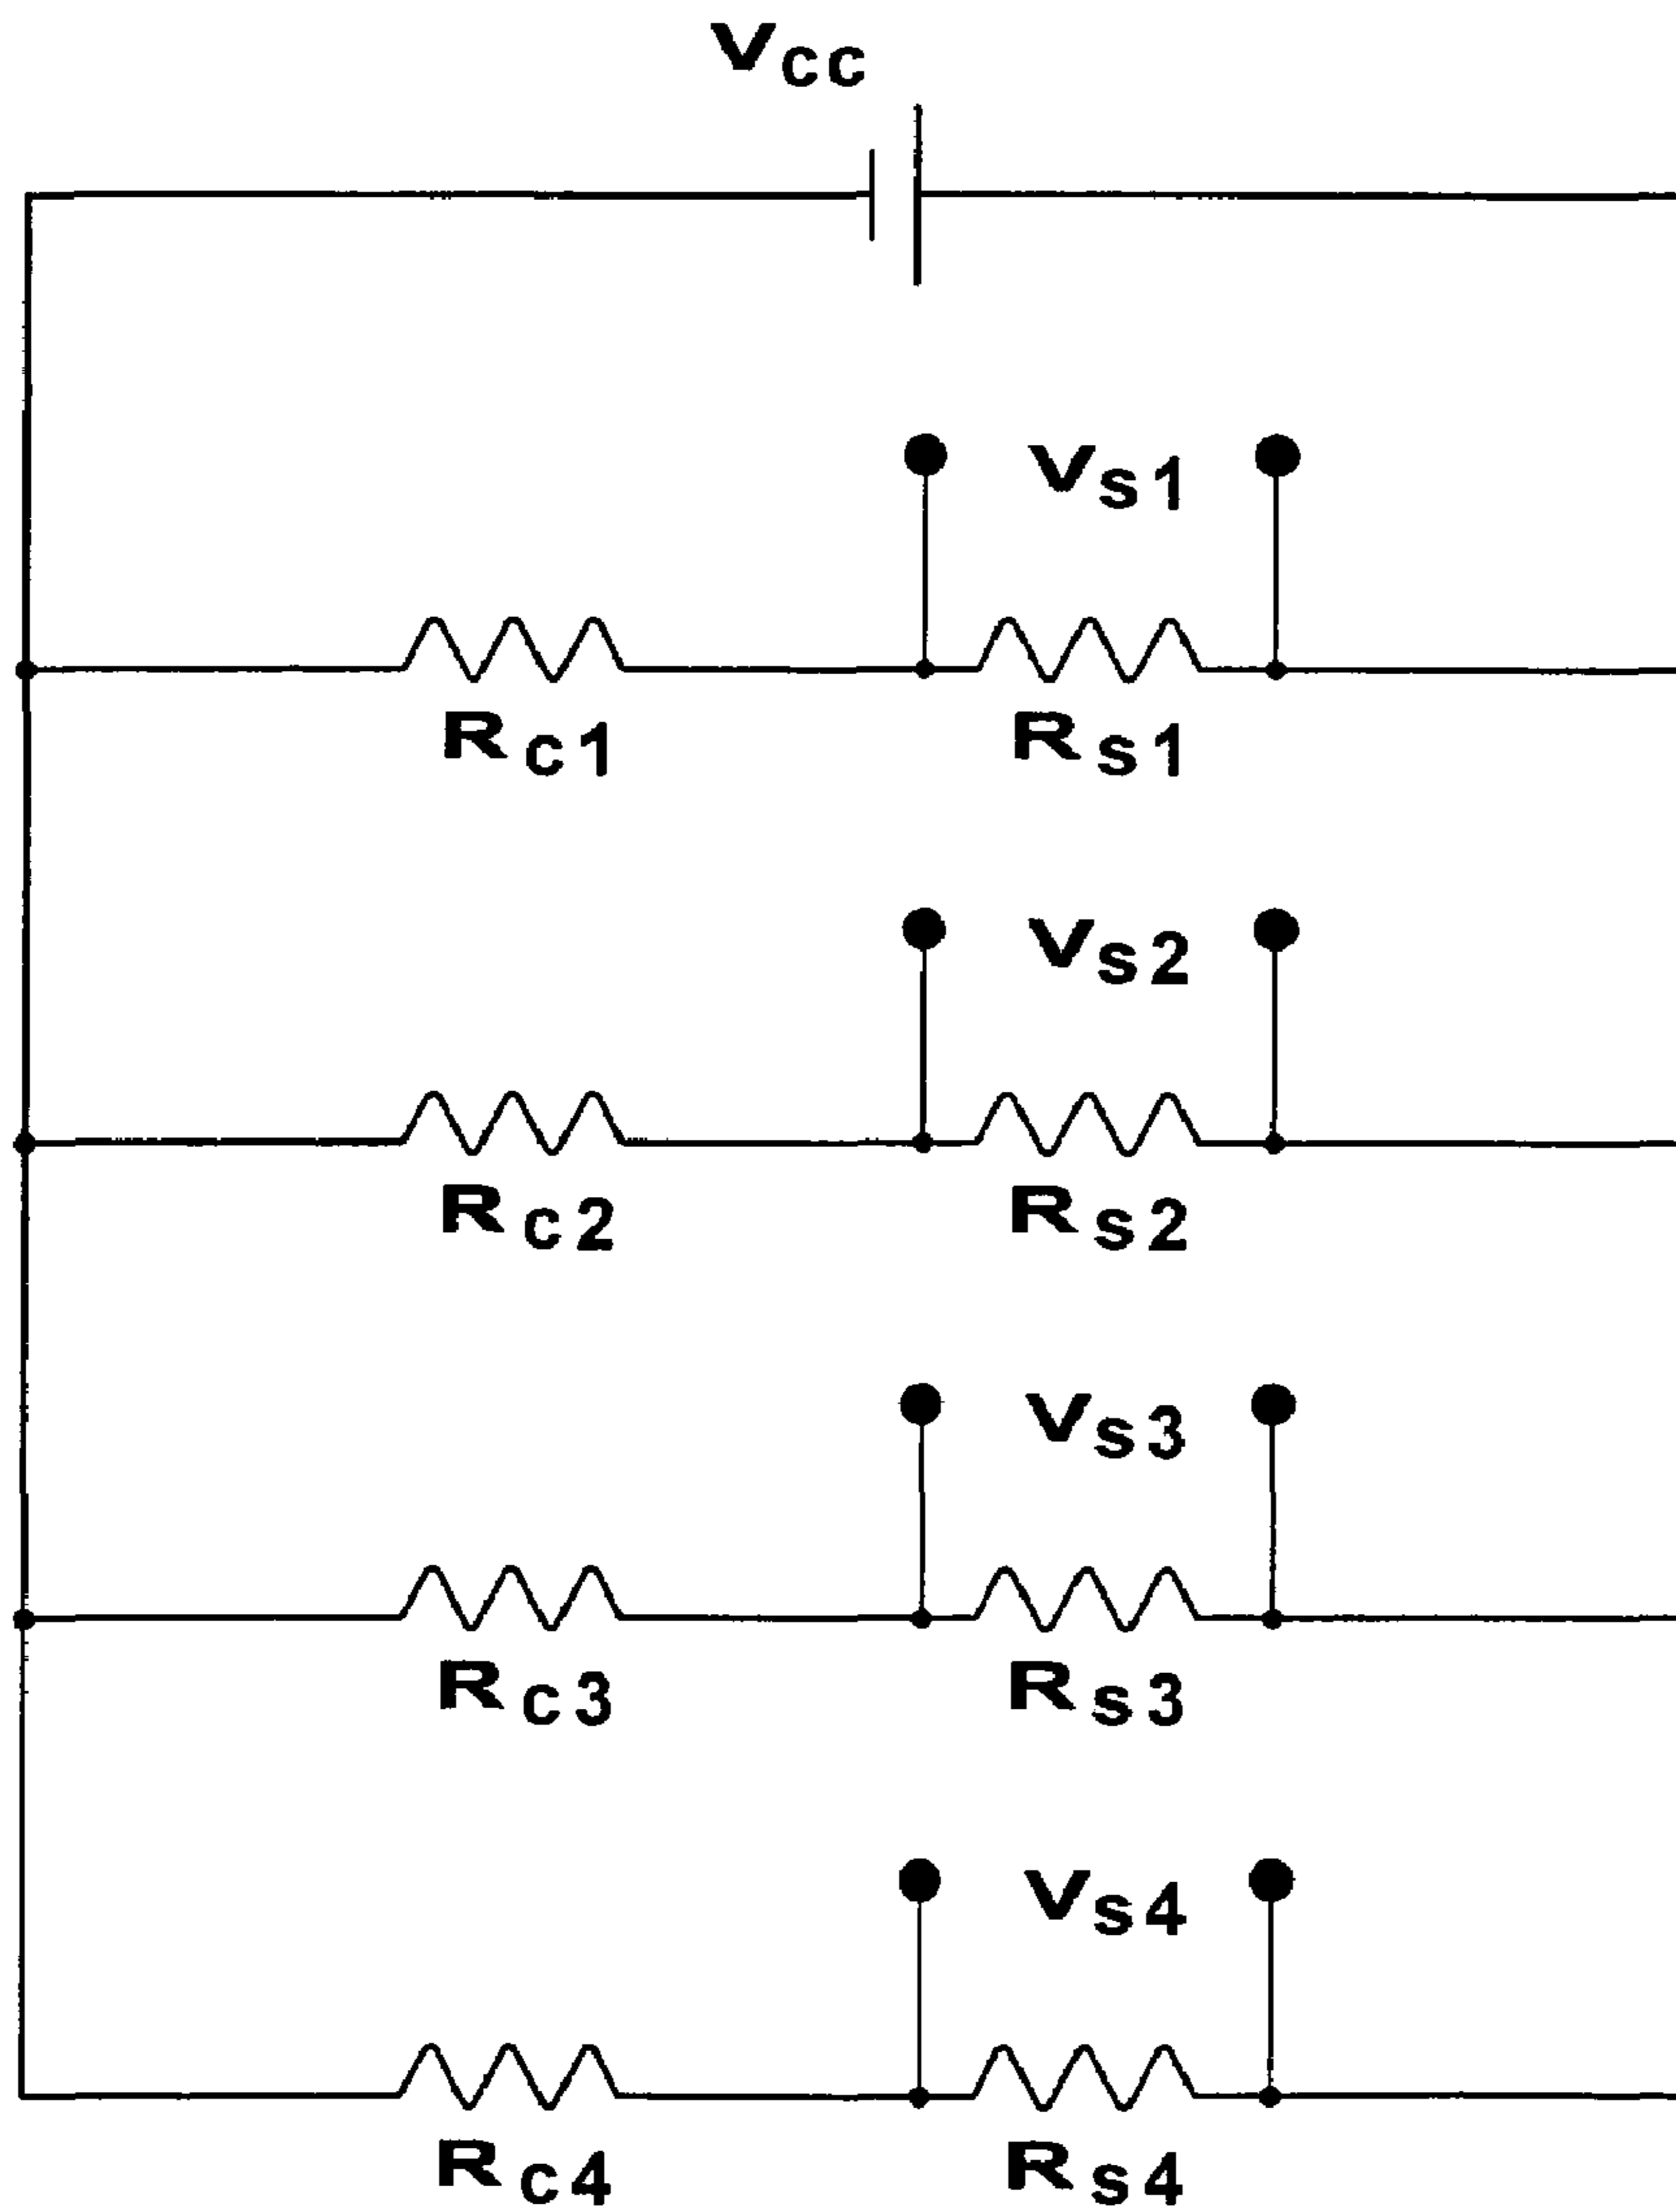 Vcc
Vs1
Rc1 Rs1
Vs2
Rc2 Rs2
Vs3
Rc3 Rs3
Vs4
Rc4 Rs4